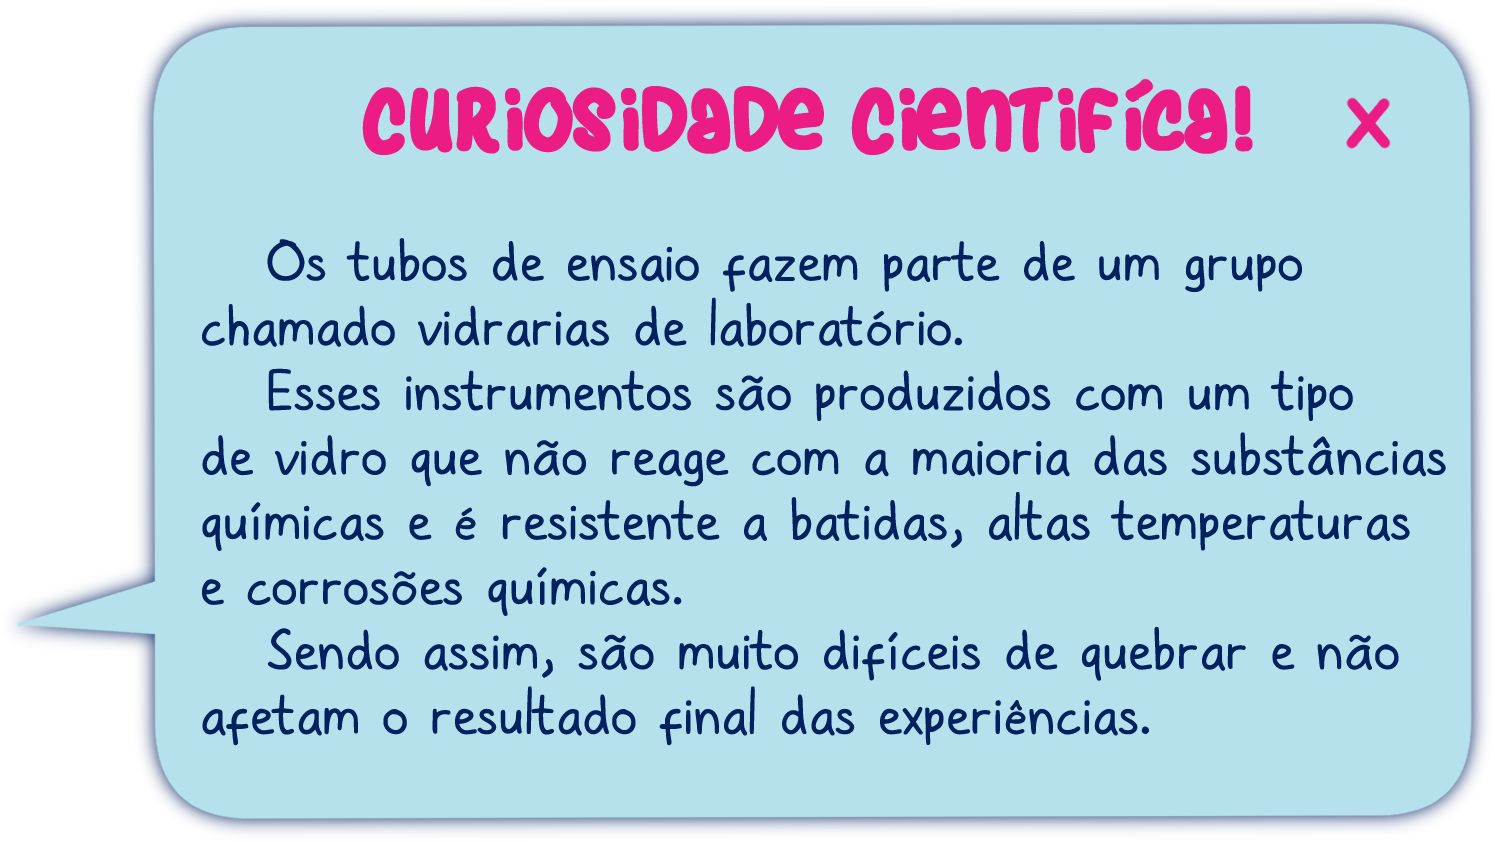 CURIOSIDADE CIENTIFÍCA! X
Os tubos de ensaio fazem parte de um grupo
chamado vidrarias de laboratório.
Esses instrumentos são produzidos com um tipo
de vidro que não reage com a maioria das substâncias
químicas e é resistente a batidas, altas temperaturas
e corrosões químicas.
Sendo assim, são muito difíceis de quebrar e não
afetam o resultado final das experiências.